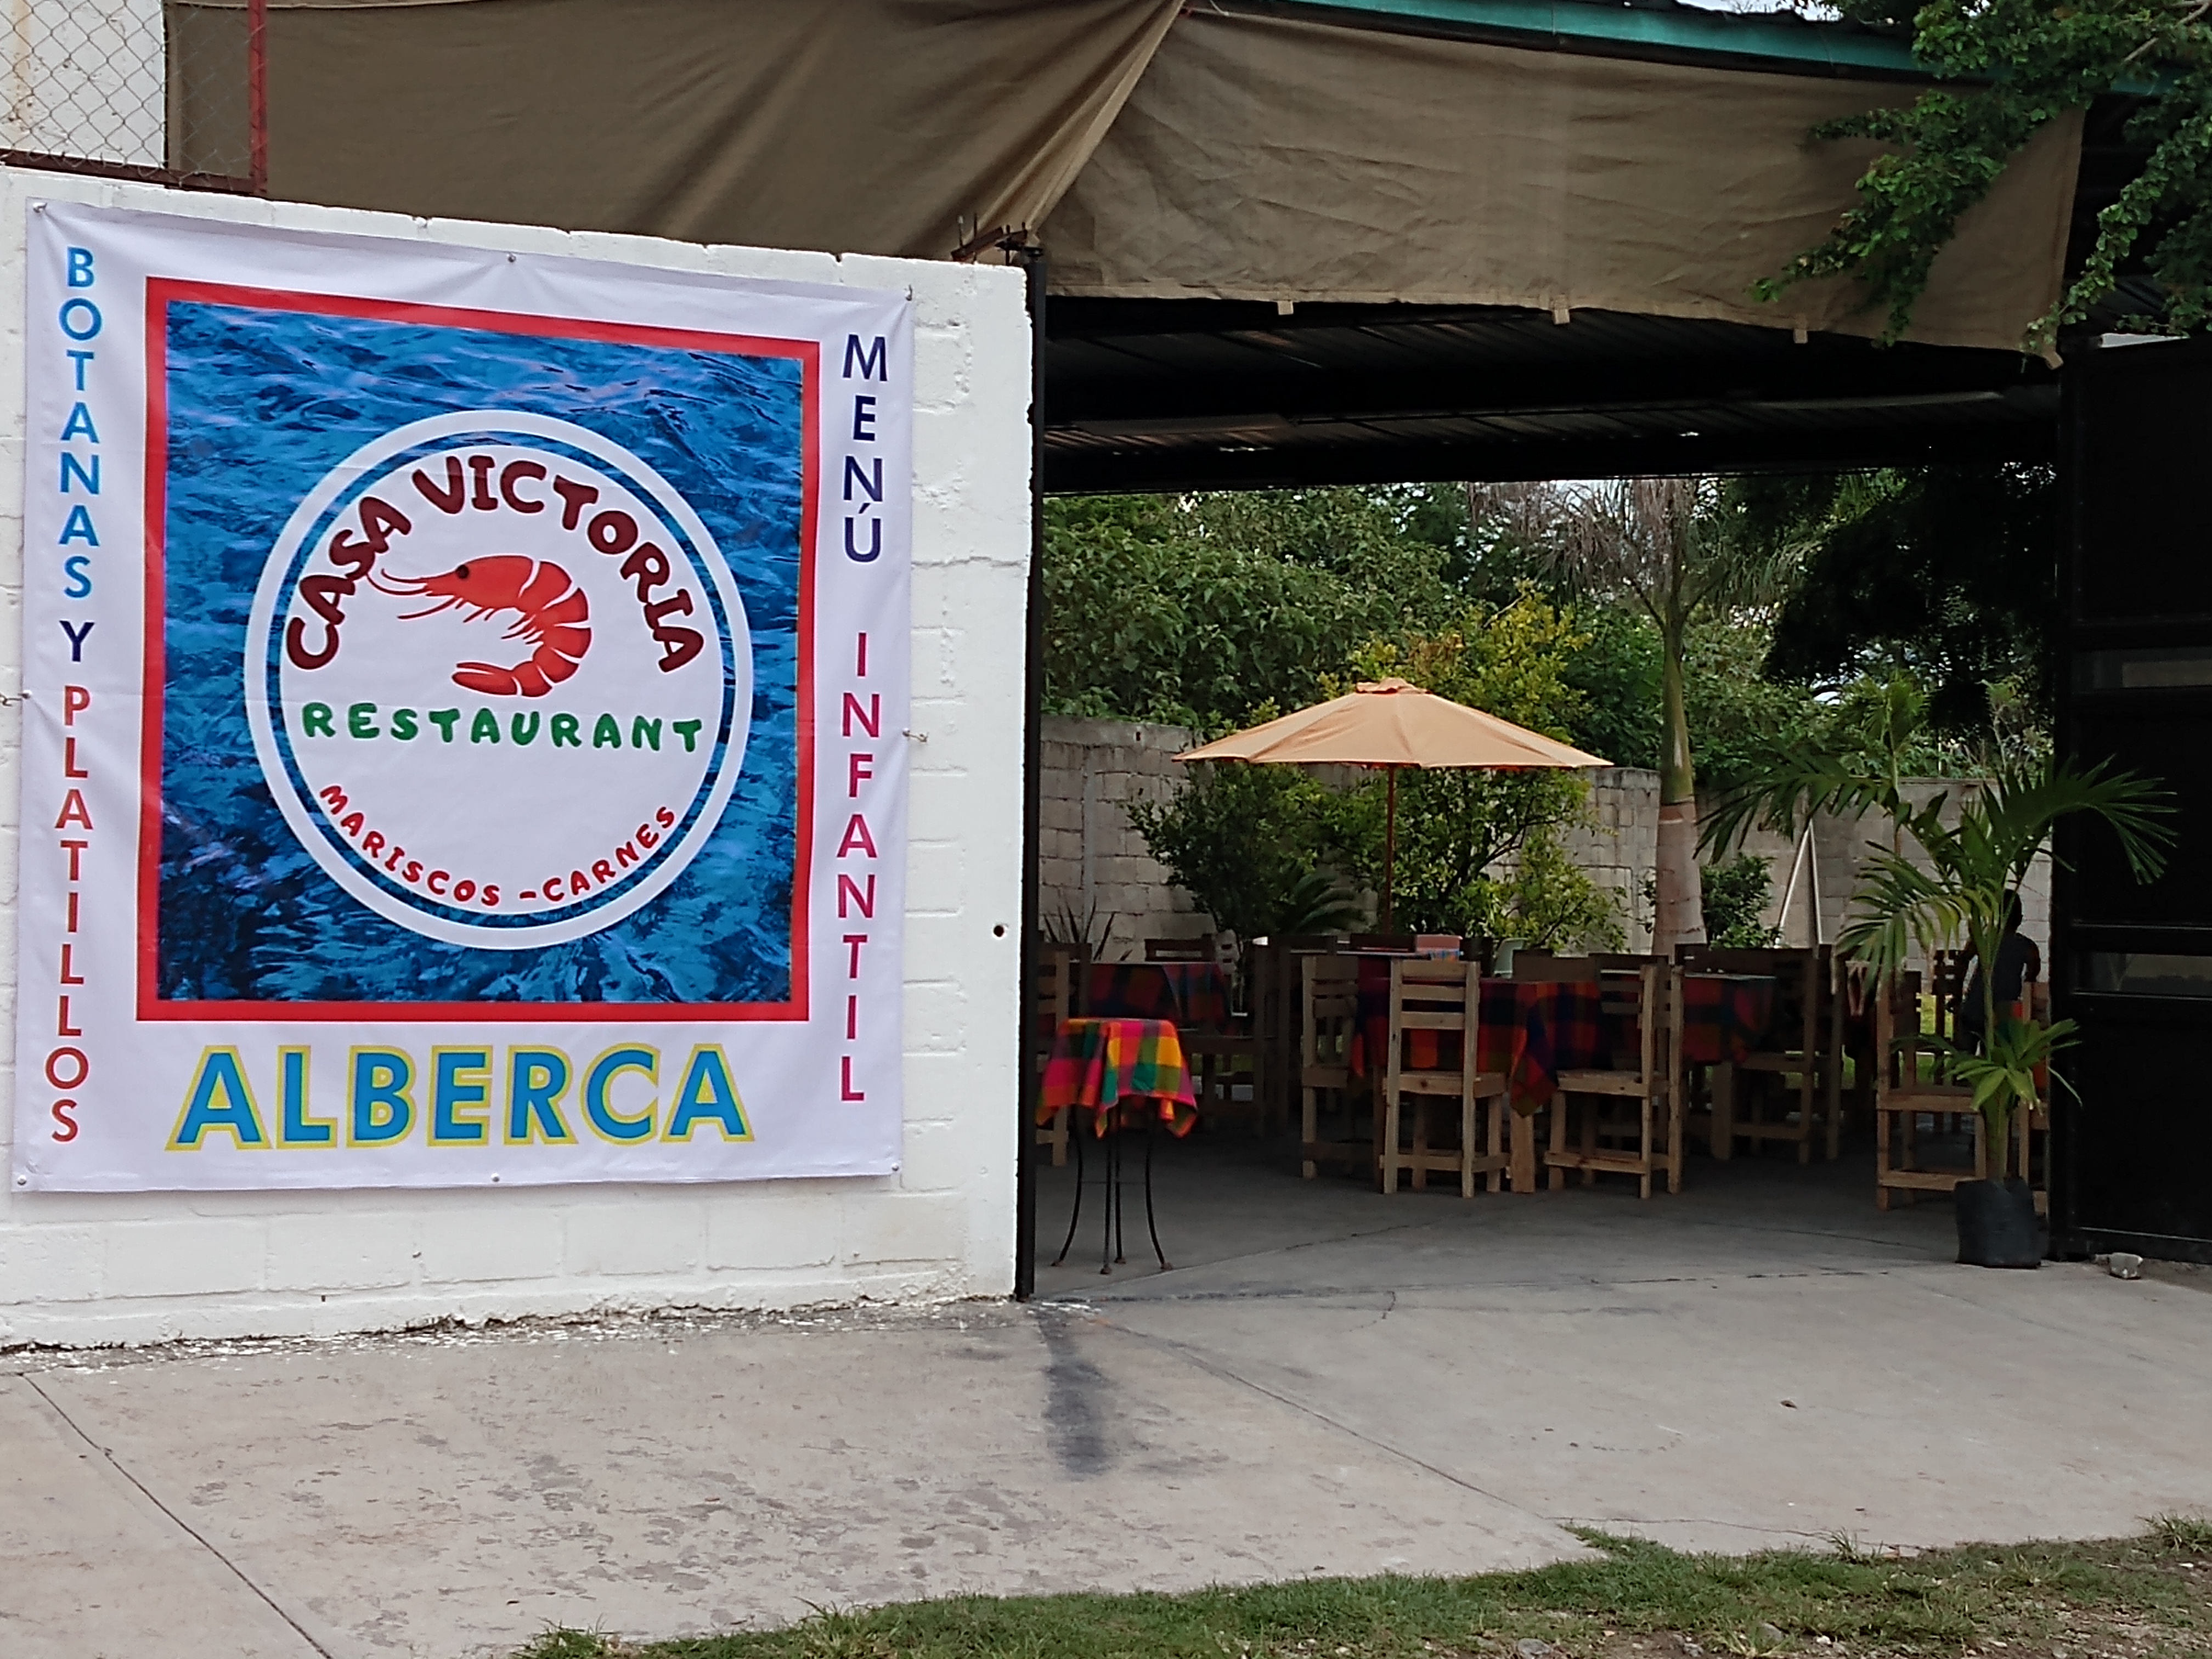 BOTANAS Y PLATILLOS
CASA VICTORIA
RESTAURANT
MARISCOS - CARNES
MENÚ INFANTIL
ALBERCA